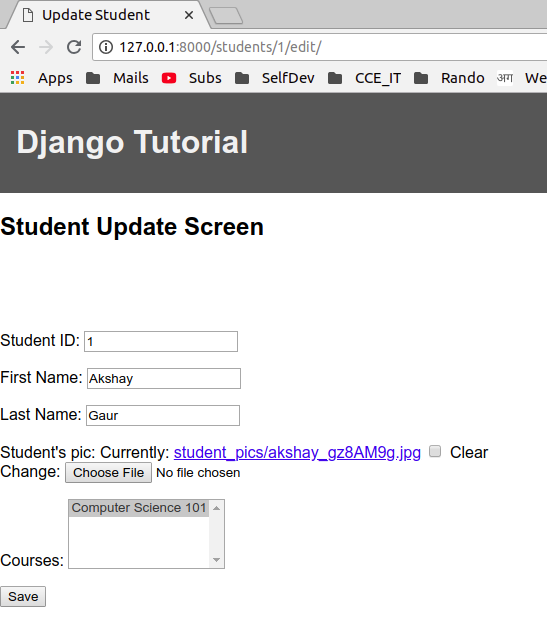 Update Student
127.0.0.1:8000/students/1/edit/
Apps Mails Subs SelfDev CCE_IT Rando अग We
Django Tutorial
Student Update Screen
Student ID: 1
First Name: Akshay
Last Name: Gaur
Student's pic: Currently: student_pics/akshay_gz8AM9g.jpg Clear
Change: Choose File No file chosen
Computer Science 101
Courses:
Save